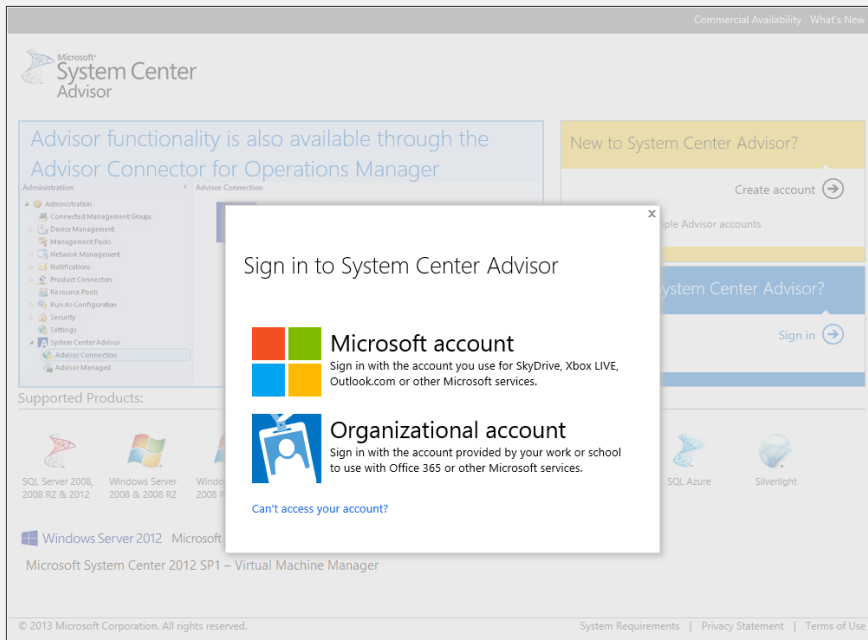 Commercial Availability What's New
Microsoft®
System Center
Advisor
Advisor functionality is also available through the
Advisor Connector for Operations Manager
Administration
Advisor Connection
Administration
Connected Management Groups
Device Management
Management Packs
Network Management
Notifications
Product Connectors
Resource Pools
Run As Configuration
Security
Settings
System Center Advisor
Advisor Connection
Advisor Managed
New to System Center Advisor?
Create account
iple Advisor accounts
ystem Center Advisor?
Sign in
x
Sign in to System Center Advisor
Microsoft account
Sign in with the account you use for SkyDrive, Xbox LIVE,
Outlook.com or other Microsoft services.
Organizational account
Sign in with the account provided by your work or school
to use with Office 365 or other Microsoft services.
Can't access your account?
Supported Products:
SQL Server 2008,
2008 R2 & 2012
Windows Server
2008 & 2008 R2
Windo
2008 R
SQL Azure
Silverlight
Windows Server 2012 Microsoft
Microsoft System Center 2012 SP1 – Virtual Machine Manager
© 2013 Microsoft Corporation. All rights reserved.
System Requirements | Privacy Statement | Terms of Use